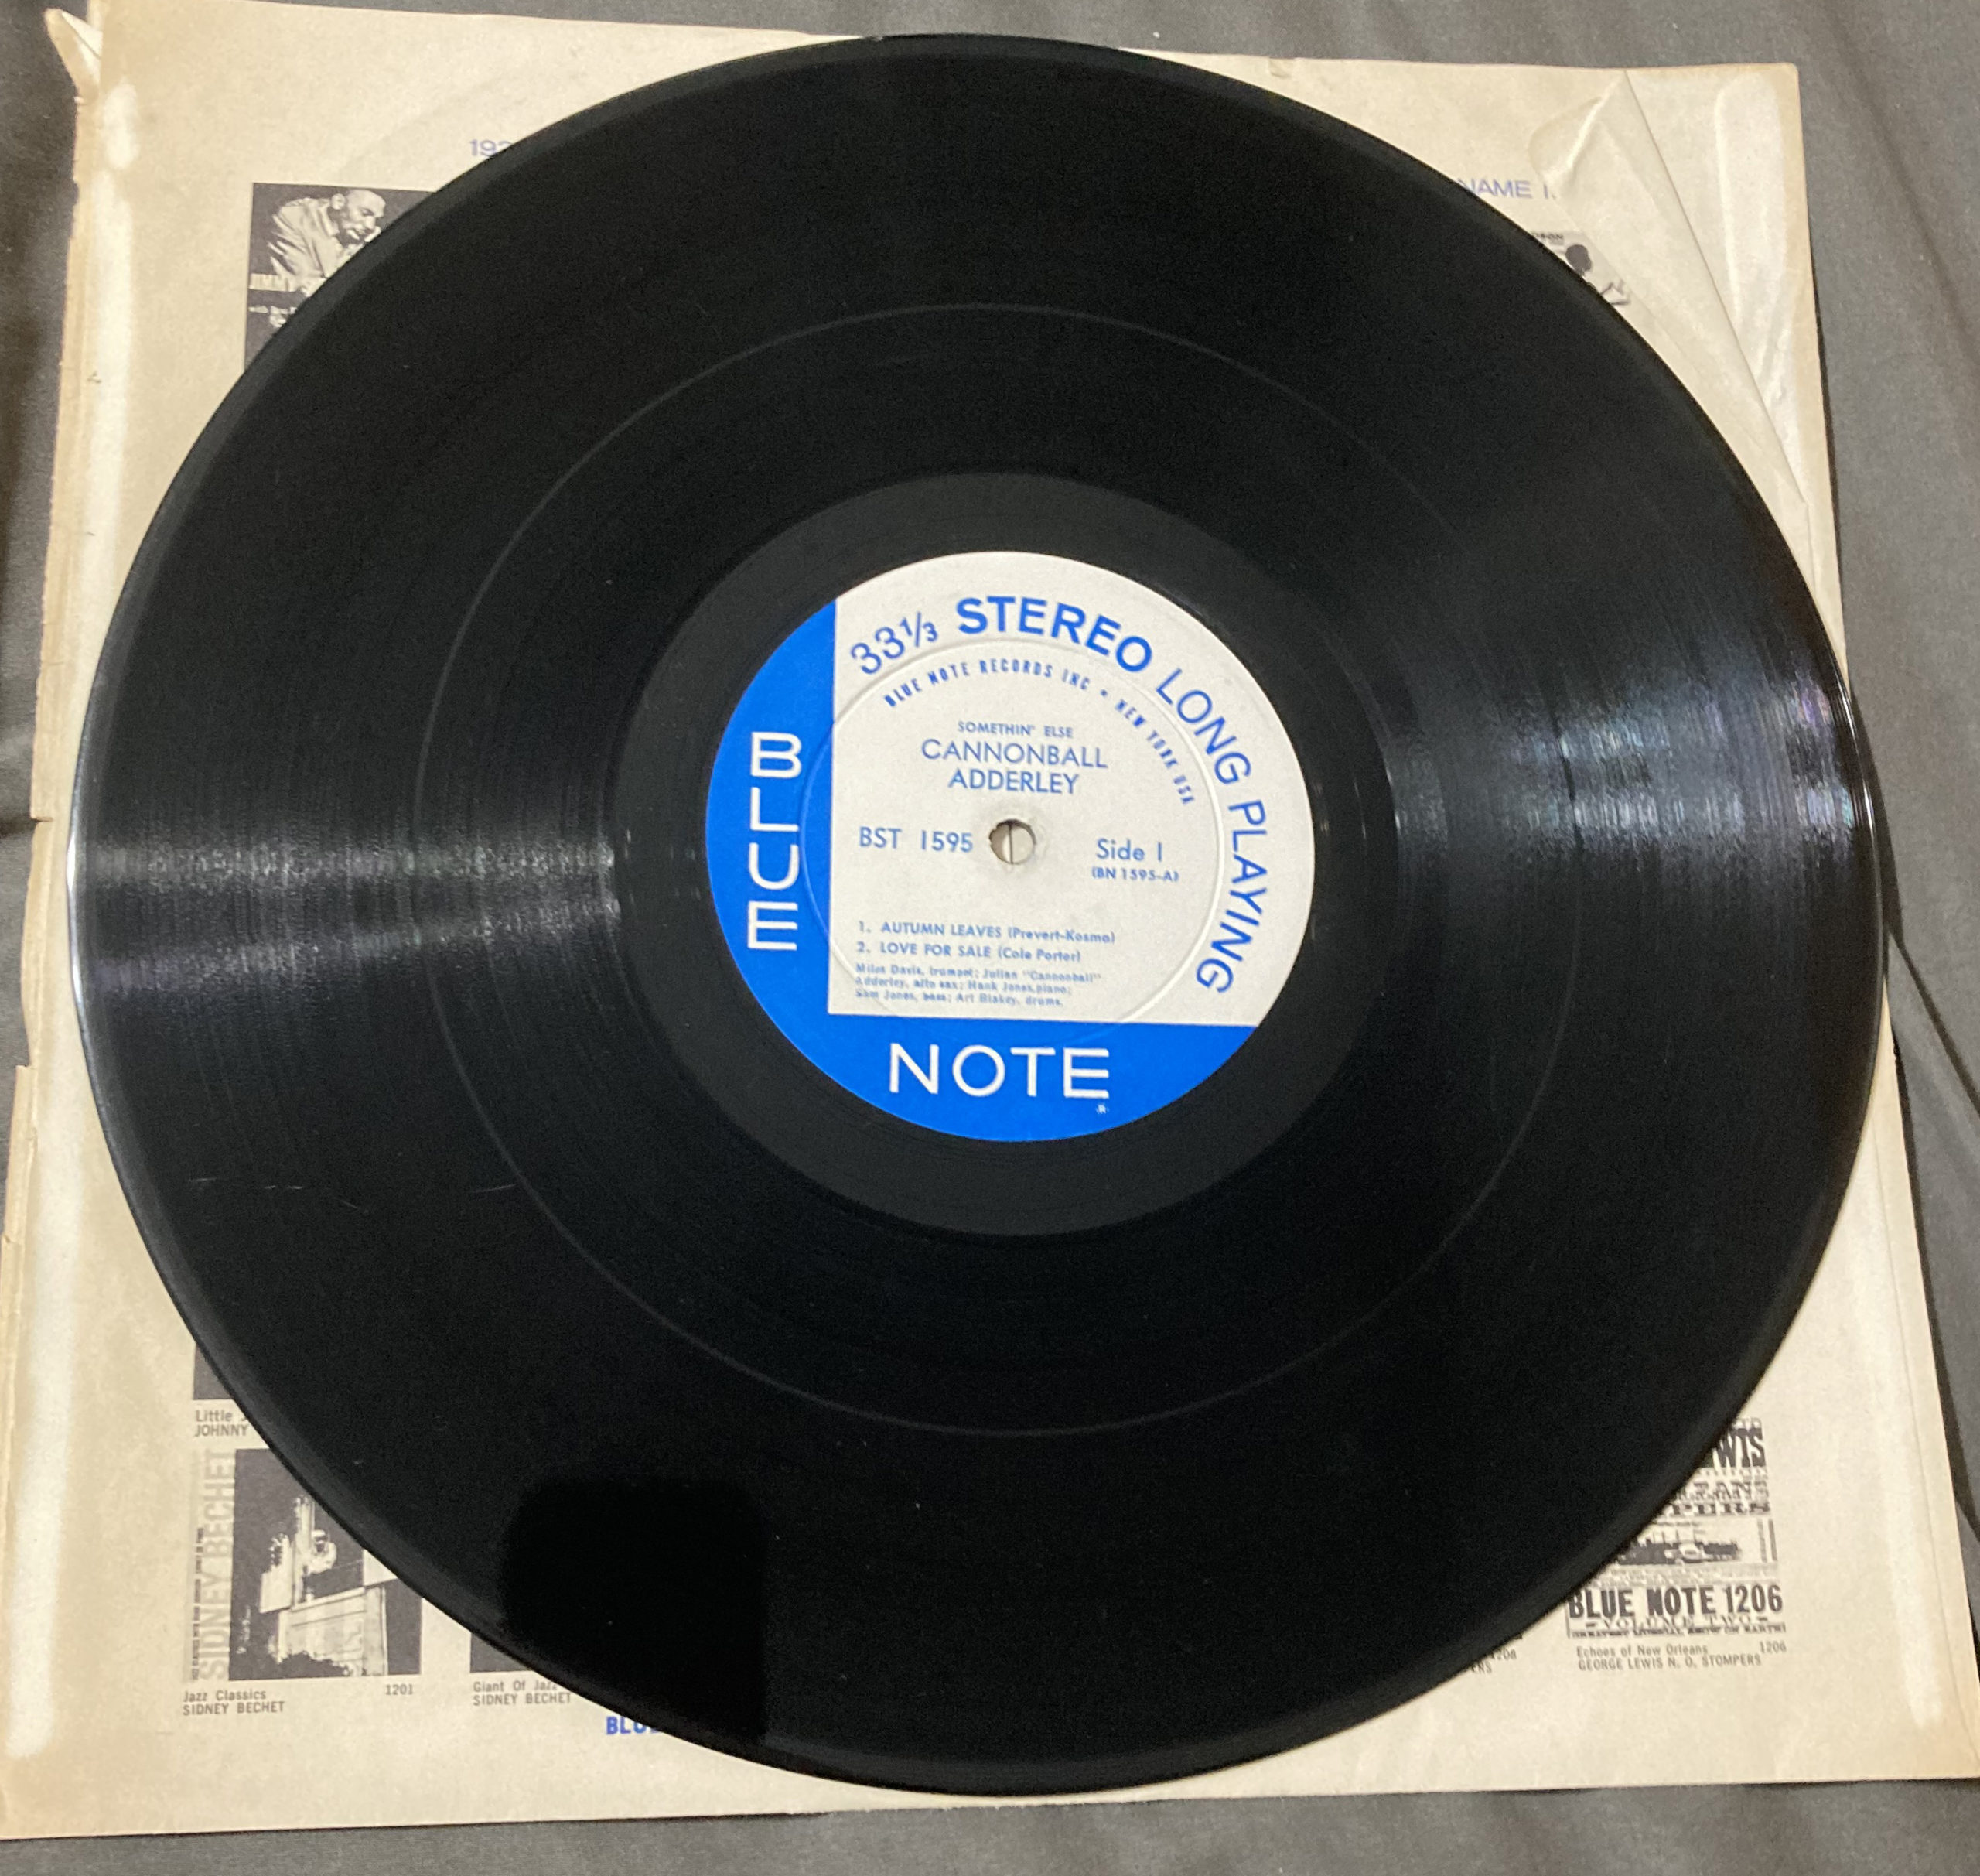 NAME
JIMMY
33⅓ STEREO LONG PLAYING
BLUE NOTE RECORDS INC • NEW YORK USA
SOMETHIN' ELSE
CANNONBALL
ADDERLEY
BST 1595
Side 1
(BN 1595-A)
1. AUTUMN LEAVES (Prevert-Kosma)
2. LOVE FOR SALE (Cole Porter)
Miles Davis, trumpet; Julian "Cannonball"
Adderley, alto sax; Hank Jones, piano;
Sam Jones, bass; Art Blakey, drums.
BLUE
NOTE
Little
JOHNNY
SIDNEY BECHET
Jazz Classics 1201
SIDNEY BECHET
Giant Of Jazz
SIDNEY BECHET
BLUE NOTE 1206
VOLUME TWO
Echoes of New Orleans 1206
GEORGE LEWIS N. O. STOMPERS